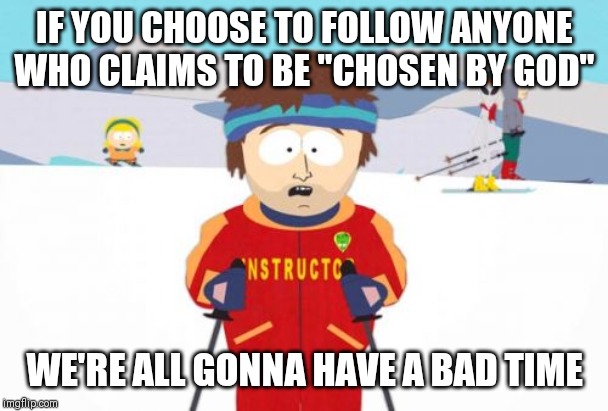 IF YOU CHOOSE TO FOLLOW ANYONE
WHO CLAIMS TO BE "CHOSEN BY GOD"
NSTRUCTO
WE'RE ALL GONNA HAVE A BAD TIME
imgflip.com